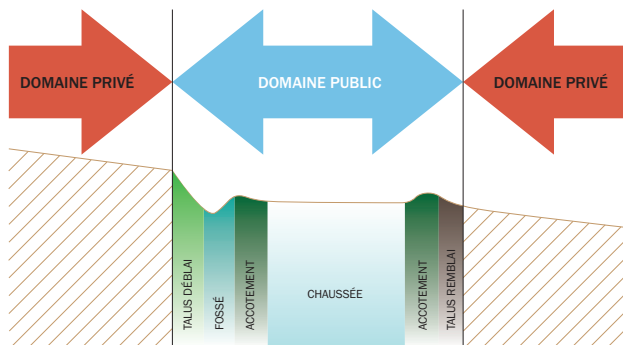 DOMAINE PRIVÉ
DOMAINE PUBLIC
DOMAINE PRIVÉ
TALUS DÉBLAI
FOSSÉ
ACCOTEMENT
CHAUSSÉE
ACCOTEMENT
TALUS REMBLAI